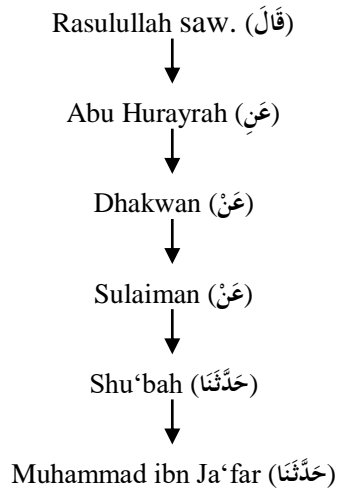 Rasulullah saw. (قَالَ)
Abu Hurayrah (عَنِ)
Dhakwan (عَنْ)
Sulaiman (عَنْ)
Shu‘bah (حَدَّثَنَا)
Muhammad ibn Ja‘far (حَدَّثَنَا)